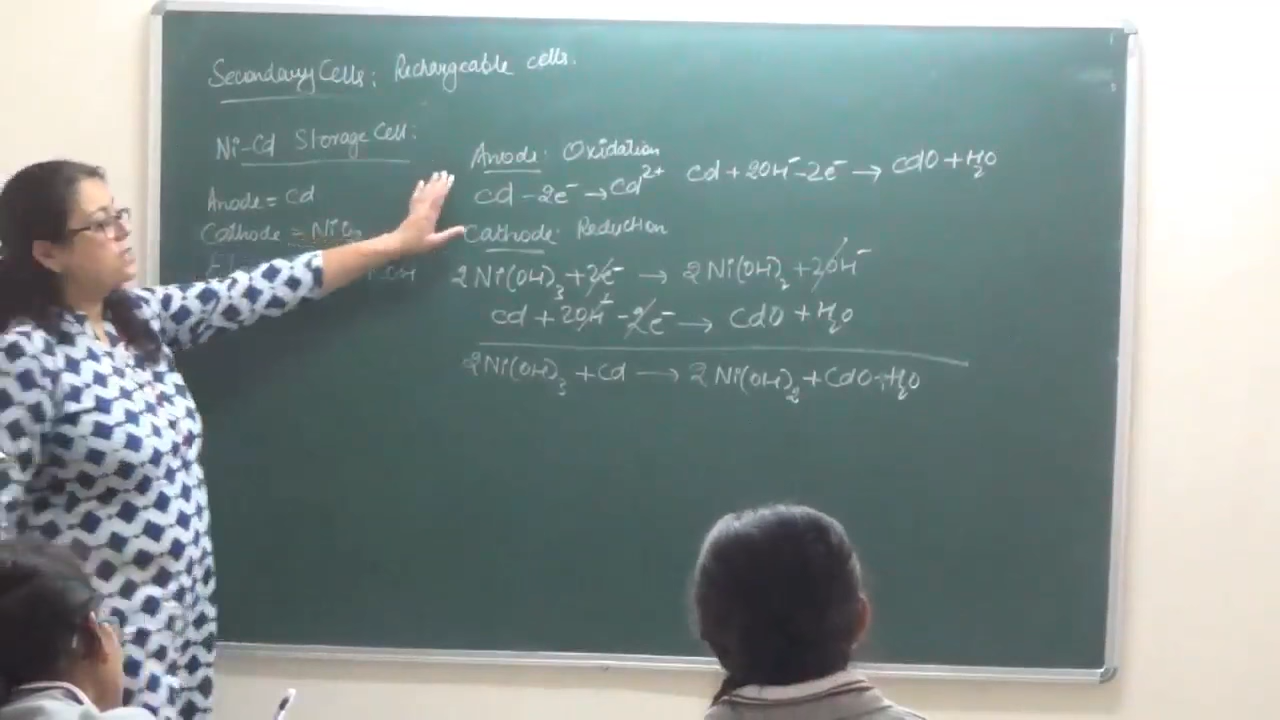 Secondary Cells: Rechargeable cells.
Ni-Cd Storage Cell:
Anode = Cd
Cathode = NiO₂
Anode: Oxidation
Cd - 2e⁻ → Cd²⁺
Cd + 2OH⁻ - 2e⁻ → CdO + H₂O
Cathode: Reduction
2Ni(OH)₃ + 2e⁻ → 2Ni(OH)₂ + 2OH⁻
Cd + 2OH⁻ - 2e⁻ → CdO + H₂O
2Ni(OH)₃ + Cd → 2Ni(OH)₂ + CdO + H₂O